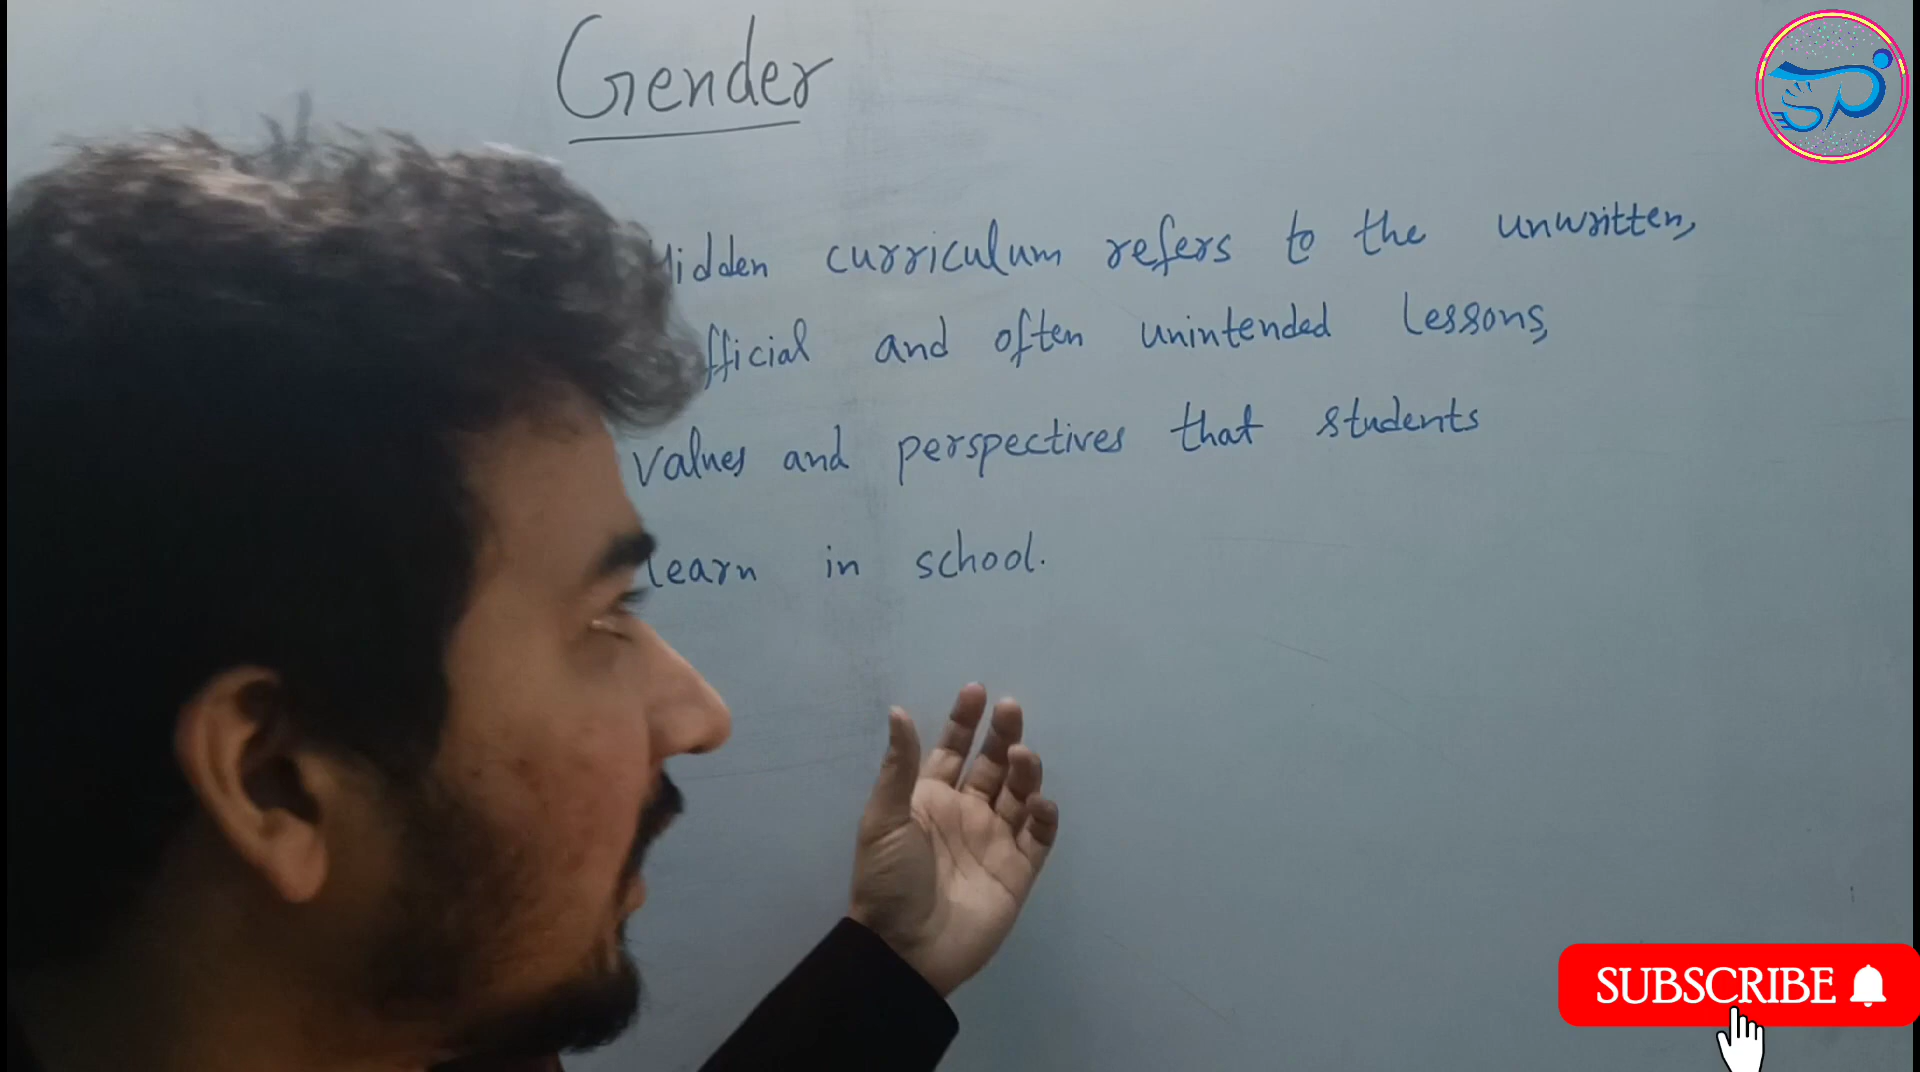 Gender
Hidden curriculum refers to the unwritten,
and often unintended lessons,
values and perspectives that students
learn in school.
SUBSCRIBE